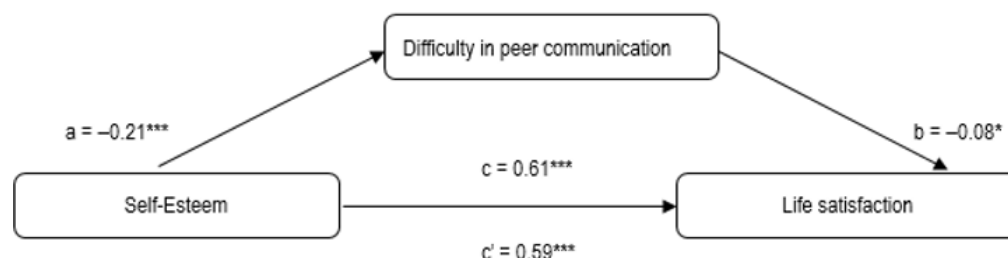 Difficulty in peer communication
a = –0.21***
b = –0.08*
c = 0.61***
Self-Esteem
Life satisfaction
c' = 0.59***